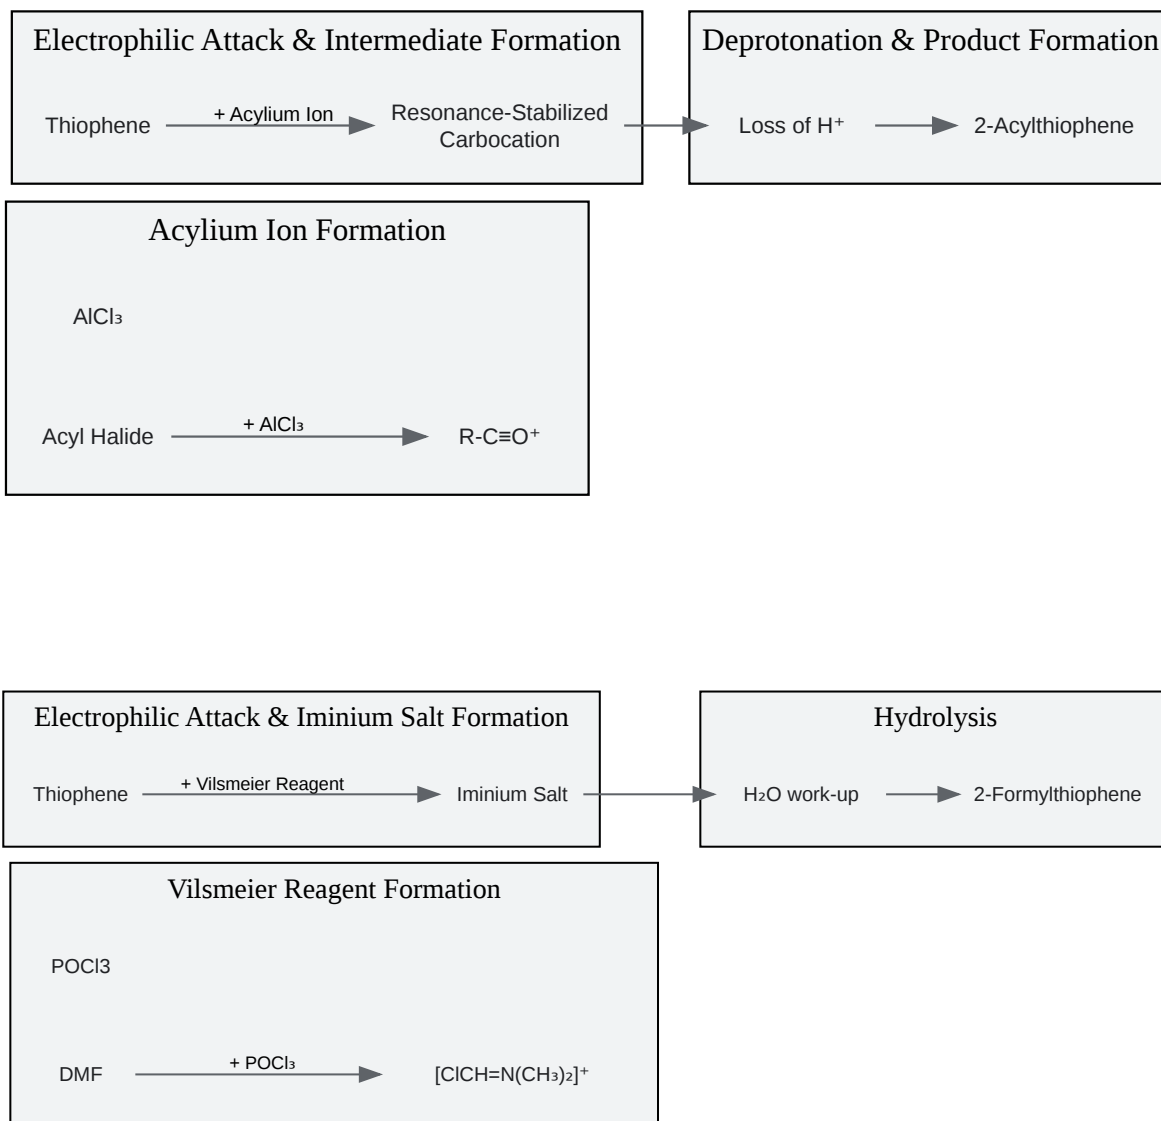 Electrophilic Attack & Intermediate Formation
Thiophene
+ Acylium Ion
Resonance-Stabilized
Carbocation
Deprotonation & Product Formation
Loss of H⁺
2-Acylthiophene
Acylium Ion Formation
AlCl₃
Acyl Halide
+ AlCl₃
R-C≡O⁺
Electrophilic Attack & Iminium Salt Formation
Thiophene
+ Vilsmeier Reagent
Iminium Salt
Hydrolysis
H₂O work-up
2-Formylthiophene
Vilsmeier Reagent Formation
POCl3
DMF
+ POCl₃
[ClCH=N(CH₃)₂]⁺